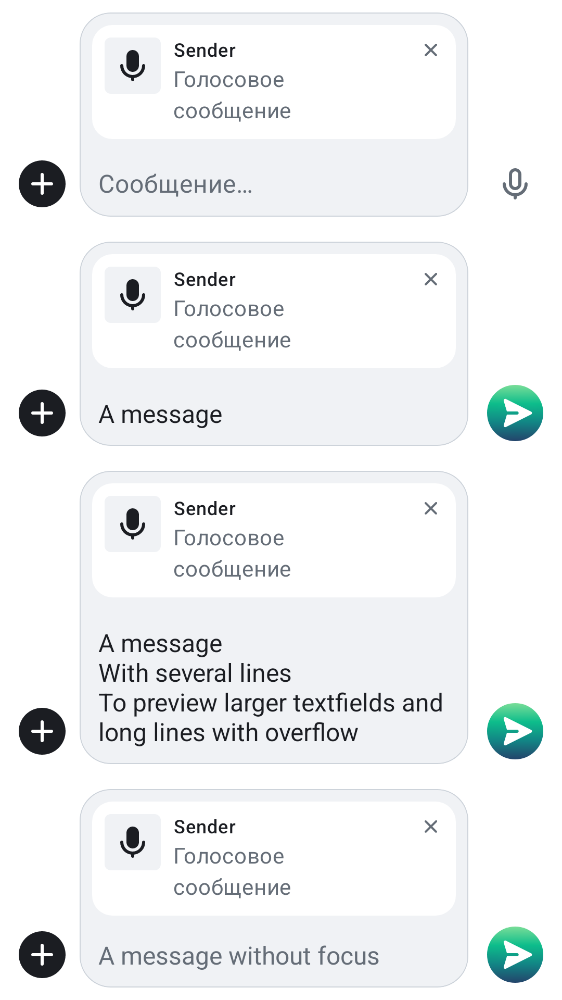 Sender
Голосовое
сообщение
Сообщение…
Sender
Голосовое
сообщение
A message
Sender
Голосовое
сообщение
A message
With several lines
To preview larger textfields and
long lines with overflow
Sender
Голосовое
сообщение
A message without focus